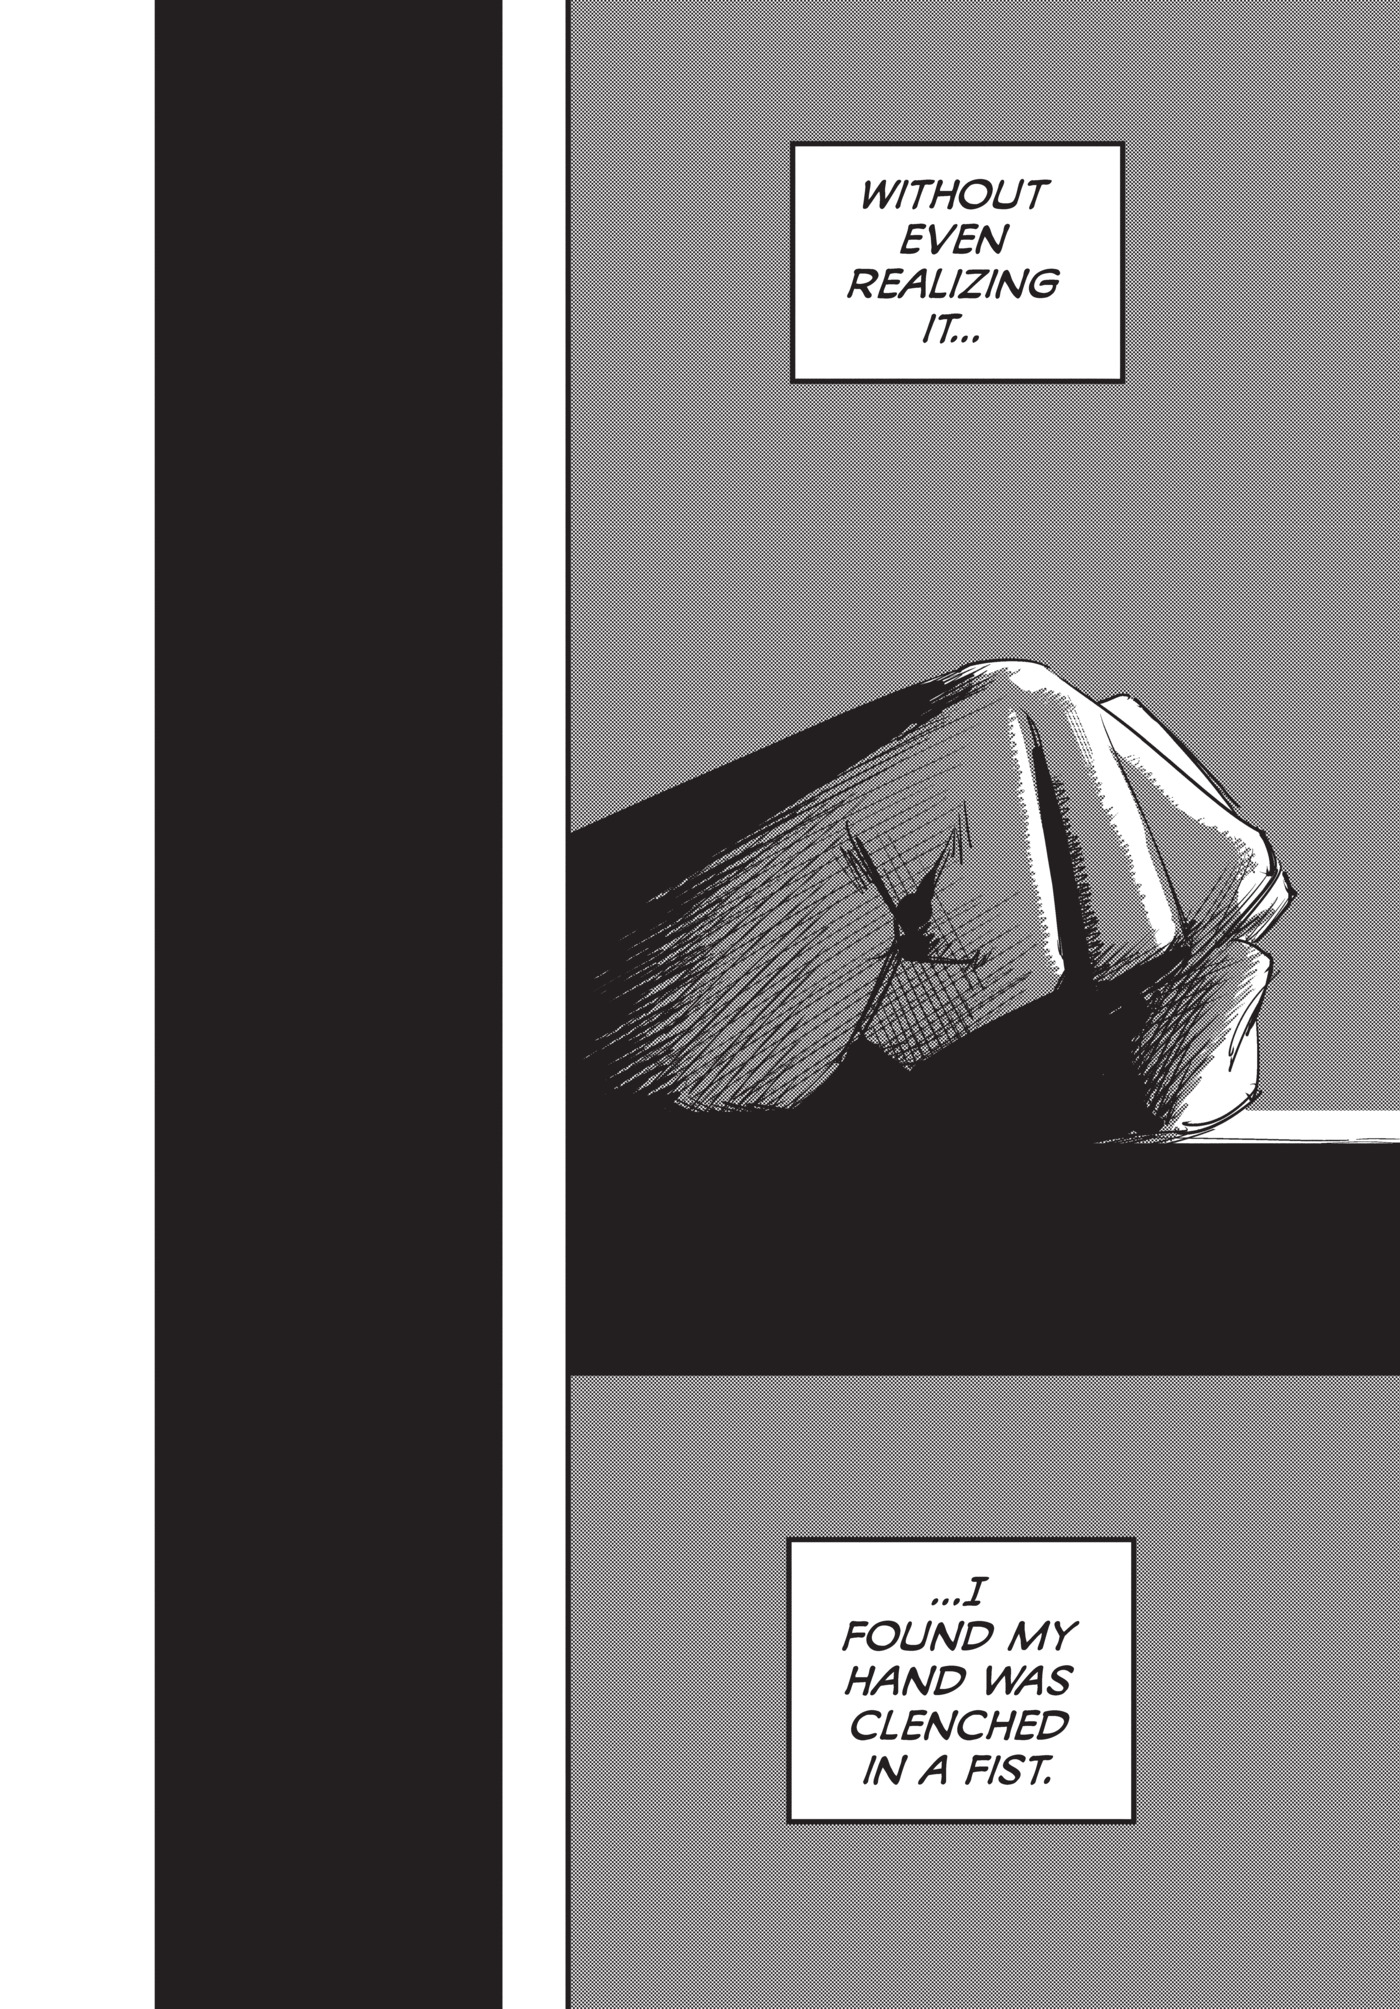 WITHOUT
EVEN
REALIZING
IT...
...I
FOUND MY
HAND WAS
CLENCHED
IN A FIST.